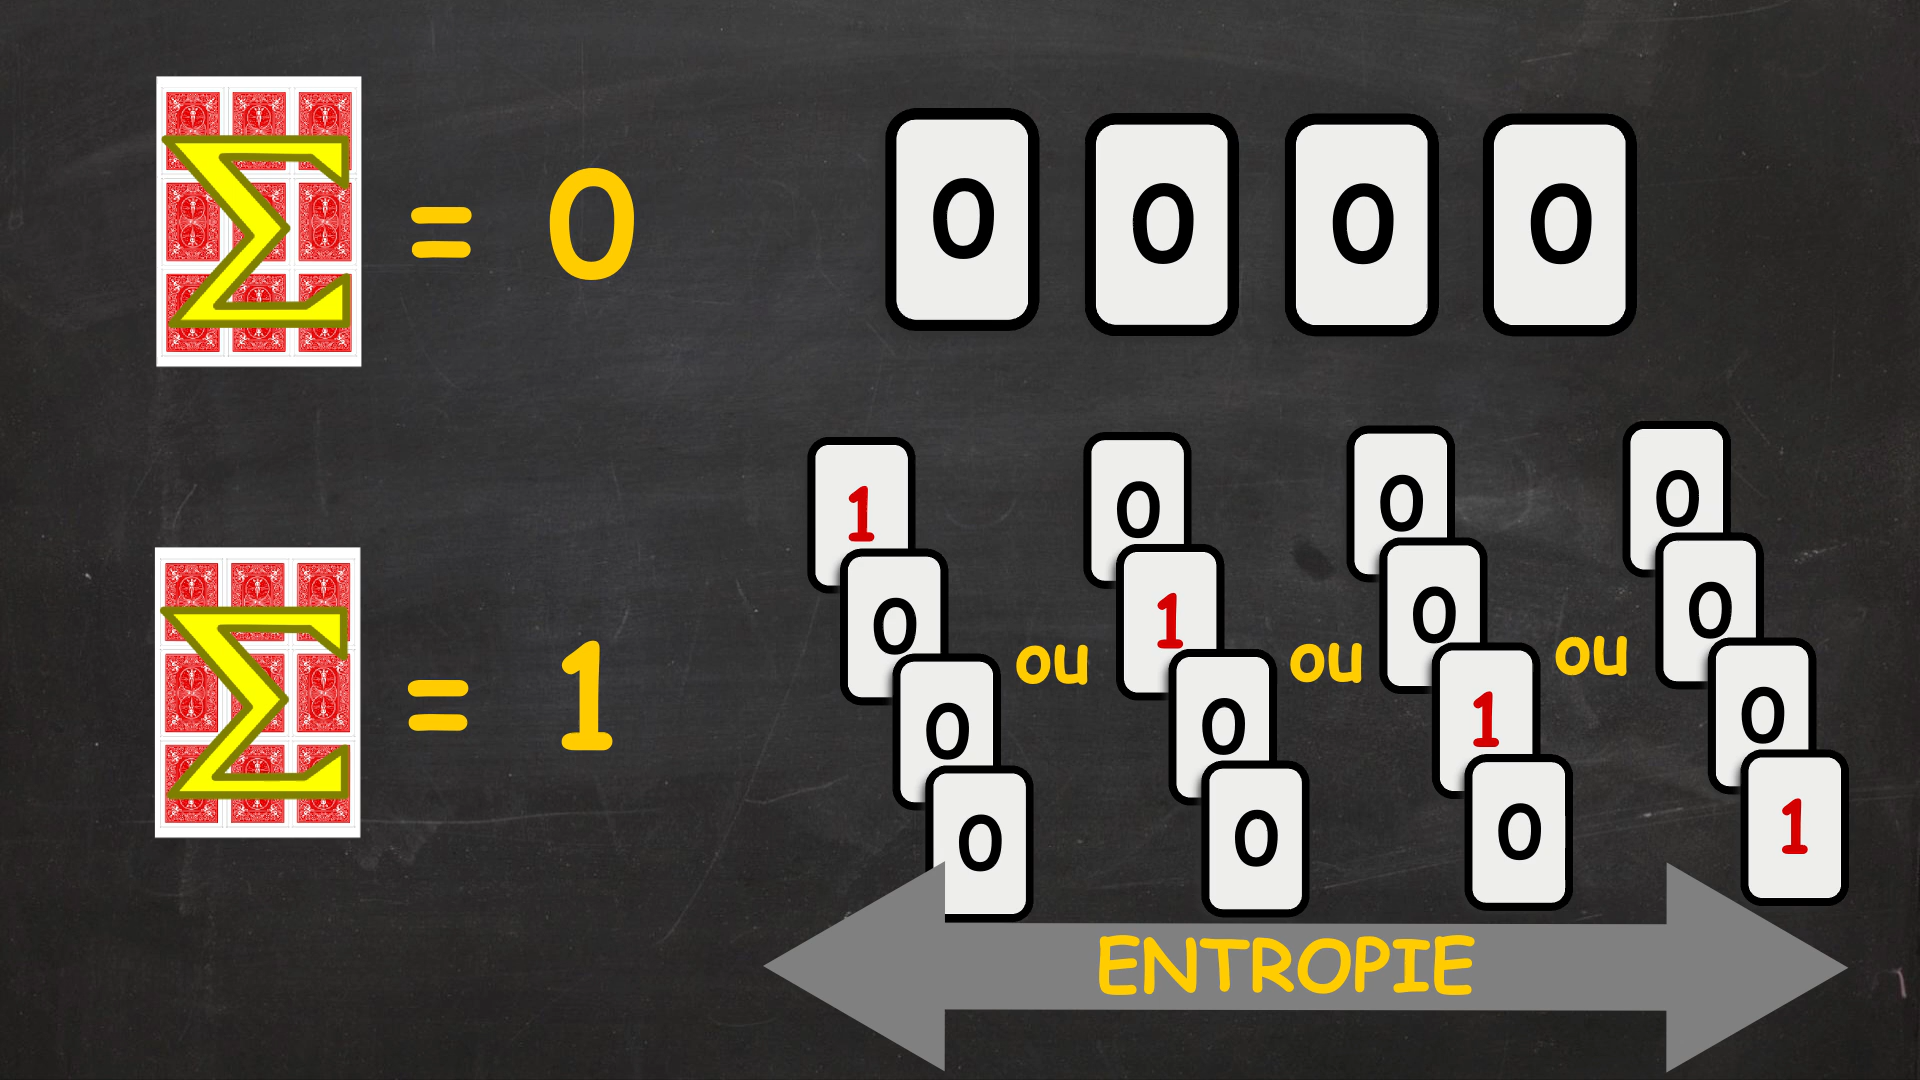 Σ = 0
0 0 0 0
Σ = 1
1 0 0 0
ou
0 1 0 0
ou
0 0 1 0
ou
0 0 0 1
ENTROPIE